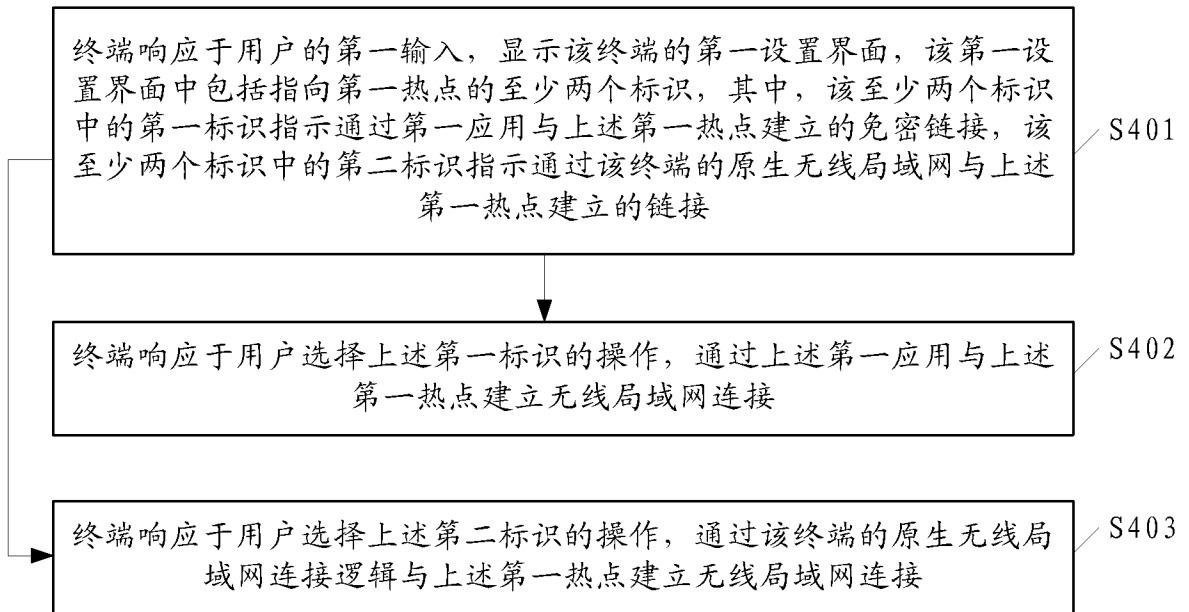 终端响应于用户的第一输入，显示该终端的第一设置界面，该第一设
置界面中包括指向第一热点的至少两个标识，其中，该至少两个标识
中的第一标识指示通过第一应用与上述第一热点建立的免密链接，该
至少两个标识中的第二标识指示通过该终端的原生无线局域网与上述
第一热点建立的链接
S401
终端响应于用户选择上述第一标识的操作，通过上述第一应用与上述
第一热点建立无线局域网连接
S402
终端响应于用户选择上述第二标识的操作，通过该终端的原生无线局
域网连接逻辑与上述第一热点建立无线局域网连接
S403